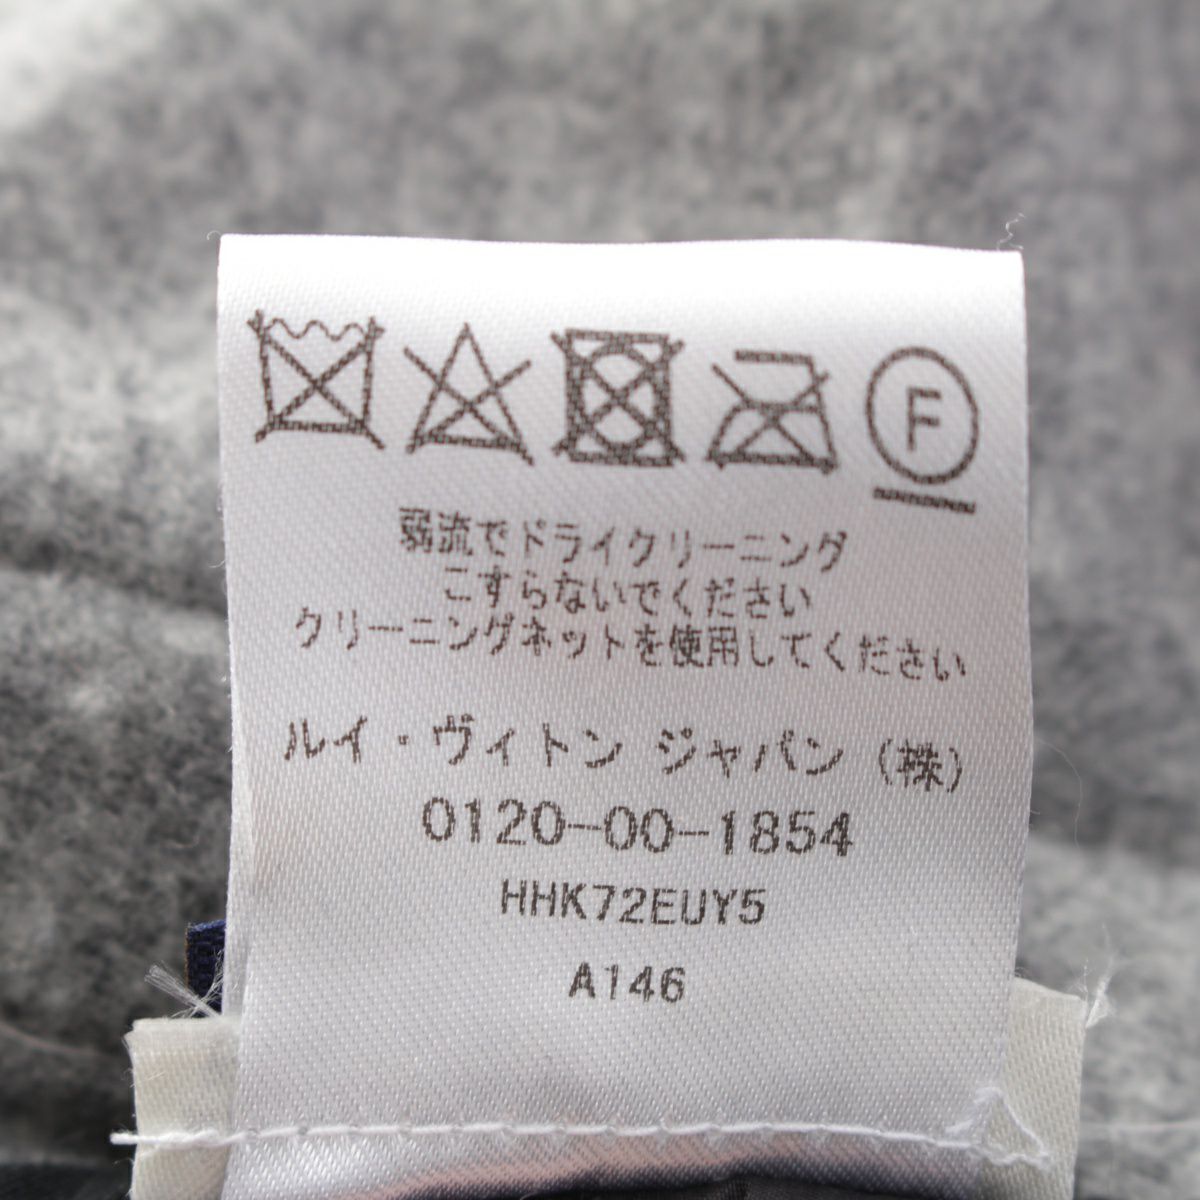 F
弱流でドライクリーニング
こすらないでください
クリーニングネットを使用してください
ルイ・ヴィトン ジャパン (株)
0120-00-1854
HHK72EUY5
A146